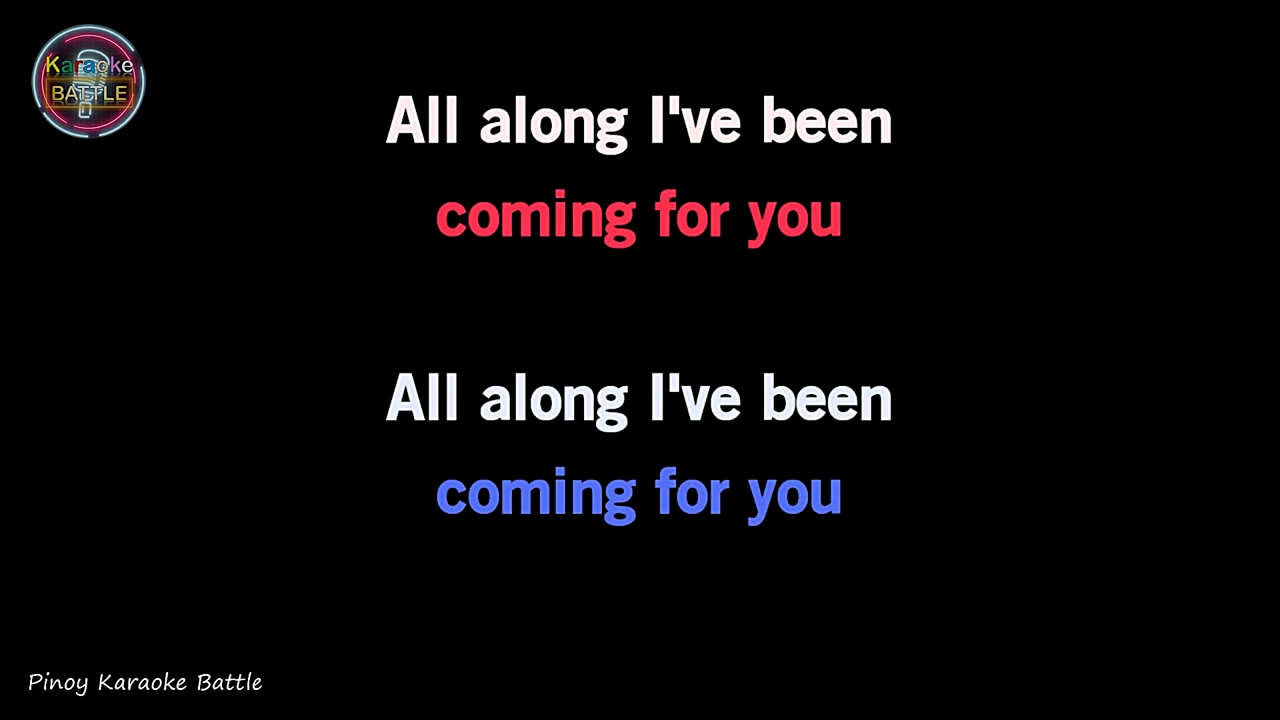 Karaoke
BATTLE
All along I've been
coming for you
All along I've been
coming for you
Pinoy Karaoke Battle